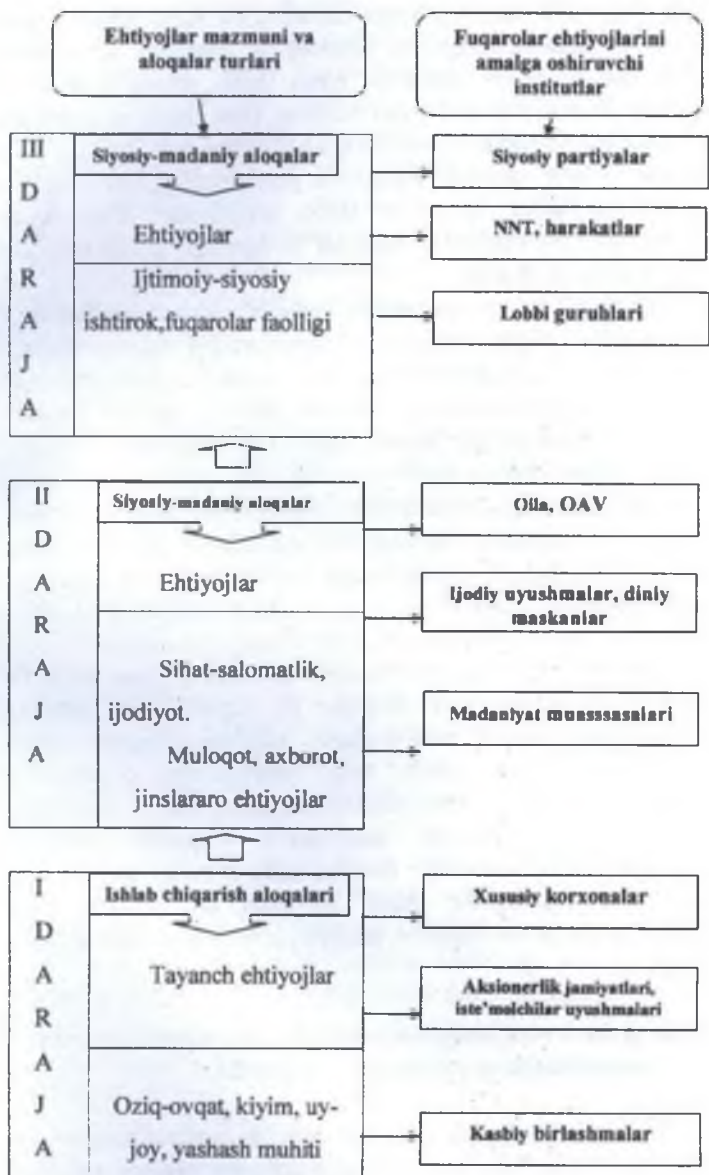 Ehtiyojlar mazmuni va
aloqalar turlari
Fuqarolar ehtiyojlarini
amalga oshiruvchi
institutlar
III
D
A
R
A
J
A
Siyosiy-madaniy aloqalar
Ehtiyojlar
Ijtimoiy-siyosiy
ishtirok,fuqarolar faolligi
Siyosiy partiyalar
NNT, harakatlar
Lobbi guruhlari
II
D
A
R
A
J
A
Siyosiy-madaniy aloqalar
Ehtiyojlar
Sihat-salomatlik,
ijodiyot.
Muloqot, axborot,
jinslararo ehtiyojlar
Oila, OAV
Ijodiy uyushmalar, diniy
maskanlar
Madaniyat muasssasalari
I
D
A
R
A
J
A
Ishlab chiqarish aloqalari
Tayanch ehtiyojlar
Oziq-ovqat, kiyim, uy-
joy, yashash muhiti
Xususiy korxonalar
Aksionerlik jamiyatlari,
iste'molchilar uyushmalari
Kasbiy birlashmalar